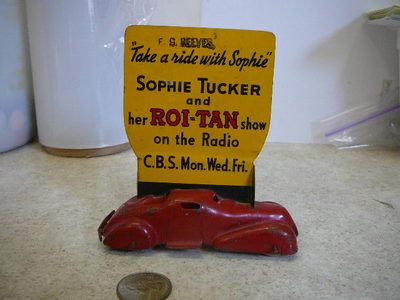 F. G. REEVES
"Take a ride with Sophie"
SOPHIE TUCKER
and
her ROI-TAN show
on the Radio
C.B.S. Mon. Wed. Fri.